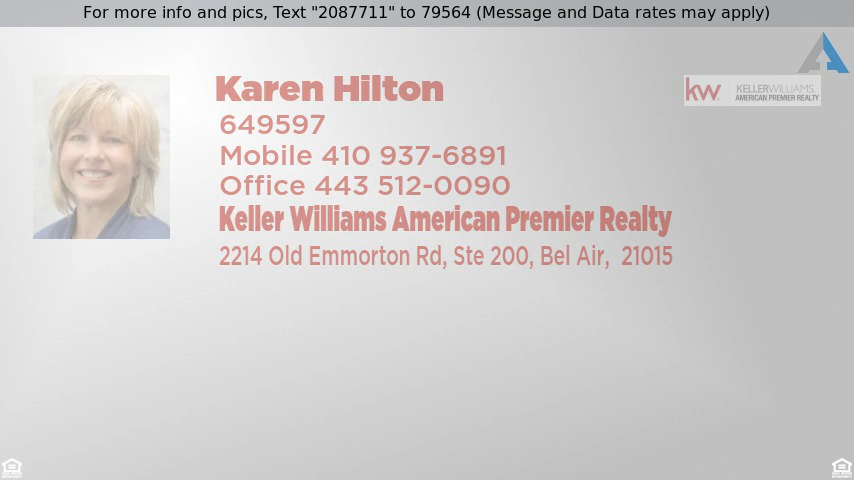 For more info and pics, Text "2087711" to 79564 (Message and Data rates may apply)
Karen Hilton
649597
Mobile 410 937-6891
Office 443 512-0090
Keller Williams American Premier Realty
2214 Old Emmorton Rd, Ste 200, Bel Air,  21015
kw
KELLERWILLIAMS.
AMERICAN PREMIER REALTY